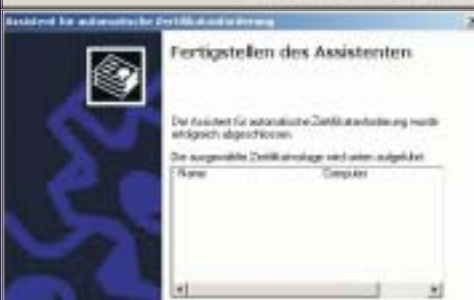 Assistent für automatische Zertifikatanforderung
Fertigstellen des Assistenten
Der Assistent für automatische Zertifikatanforderung wurde
erfolgreich abgeschlossen.
Die ausgewählte Zertifikatvorlage wird unten aufgeführt:
Name Computer